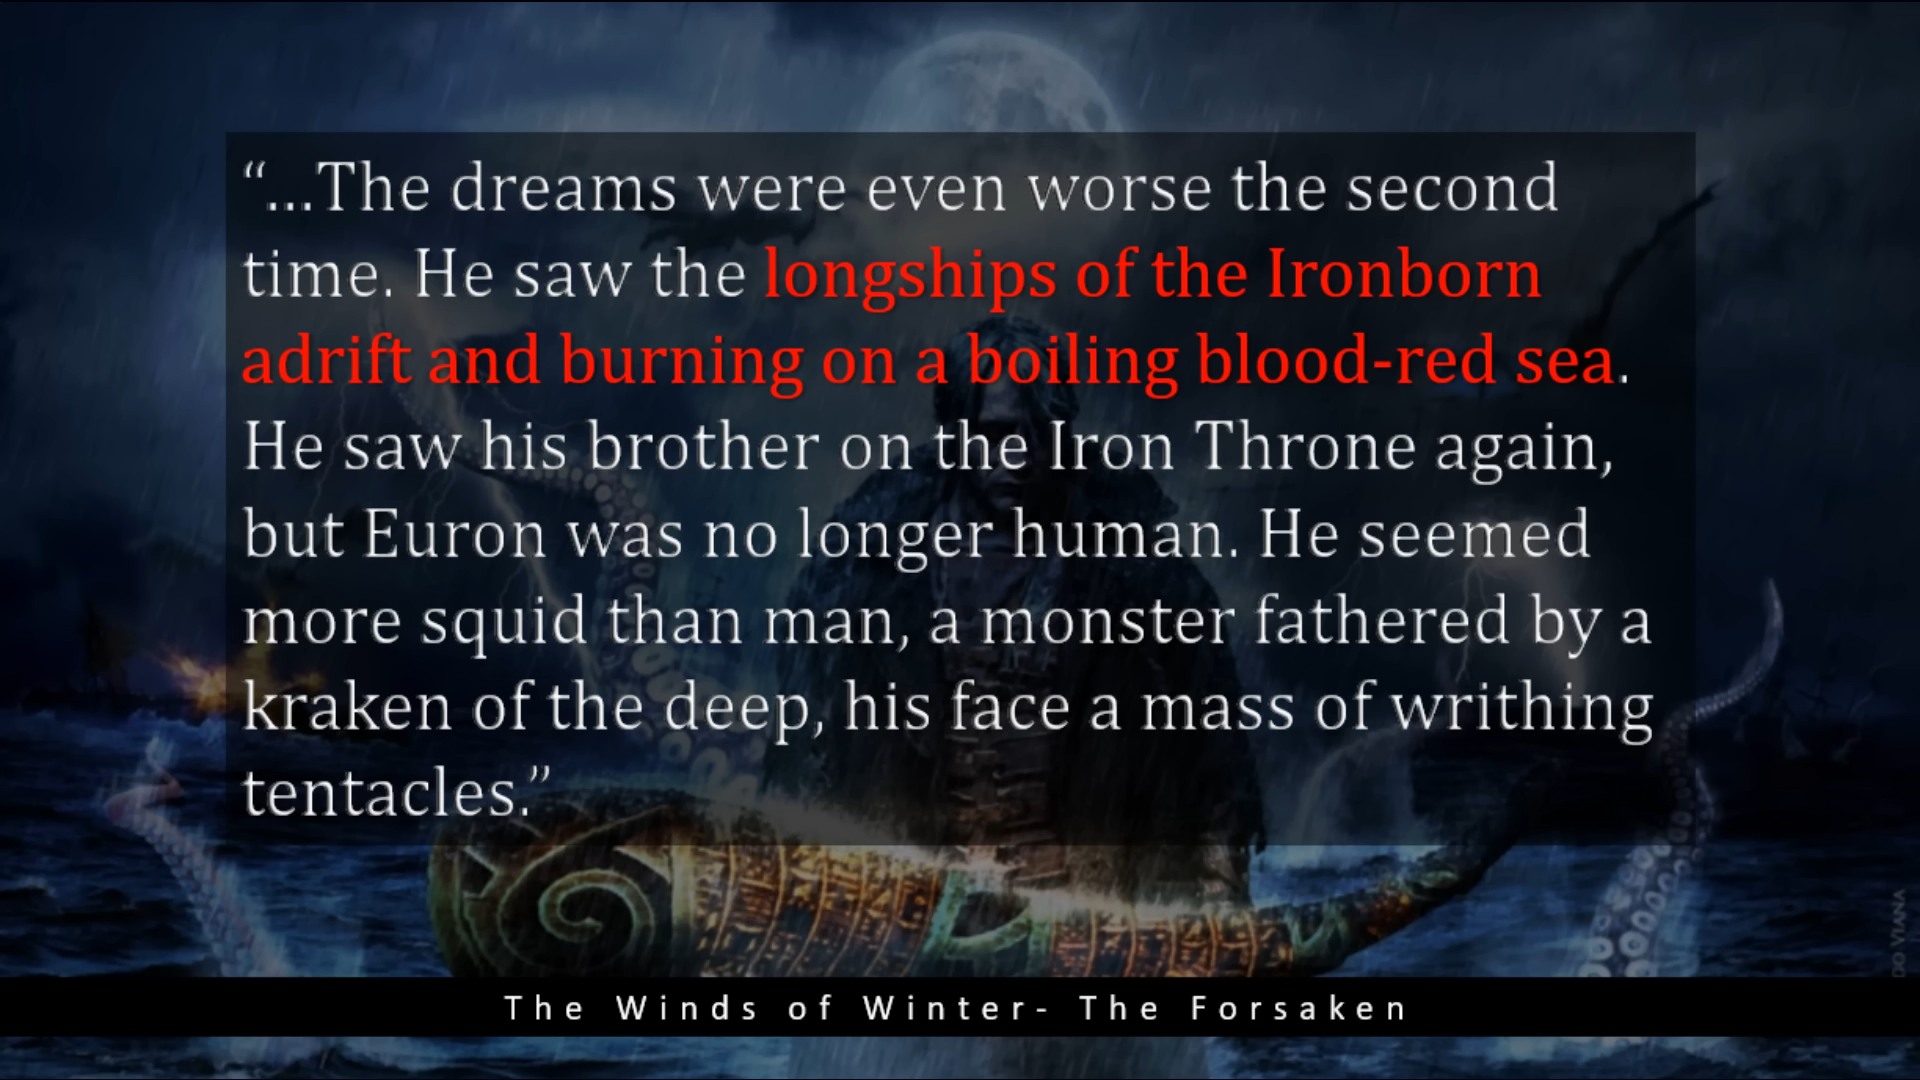 “...The dreams were even worse the second
time. He saw the longships of the Ironborn
adrift and burning on a boiling blood-red sea.
He saw his brother on the Iron Throne again,
but Euron was no longer human. He seemed
more squid than man, a monster fathered by a
kraken of the deep, his face a mass of writhing
tentacles.”
The Winds of Winter- The Forsaken
DO VIANA